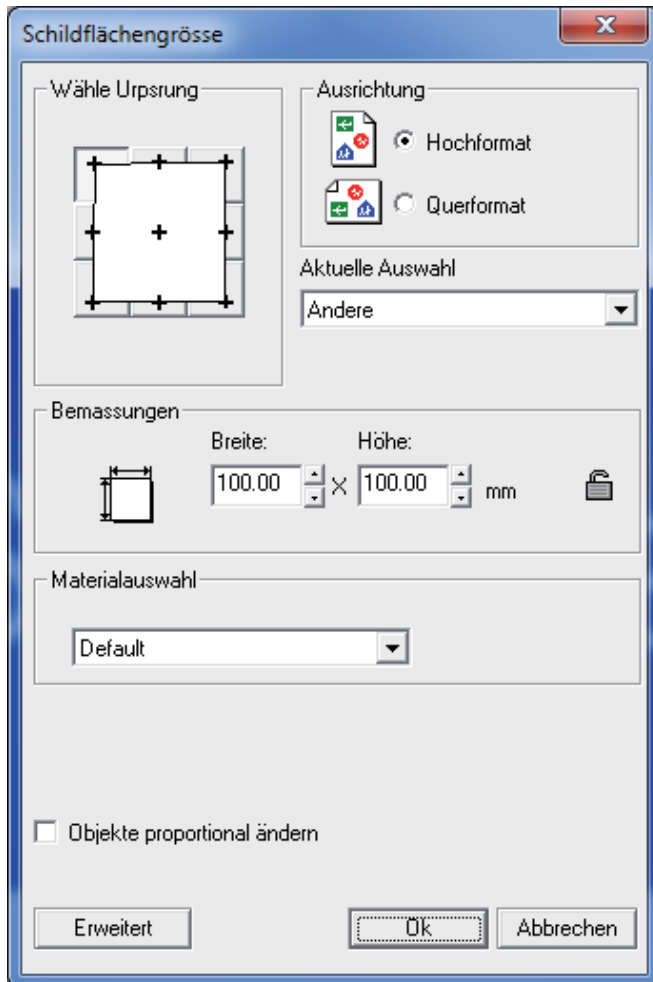 Schildflächengrösse
Wähle Urpsrung
Ausrichtung
Hochformat
Querformat
Aktuelle Auswahl
Andere
Bemassungen
Breite: Höhe:
100.00 X 100.00 mm
Materialauswahl
Default
Objekte proportional ändern
Erweitert Ok Abbrechen